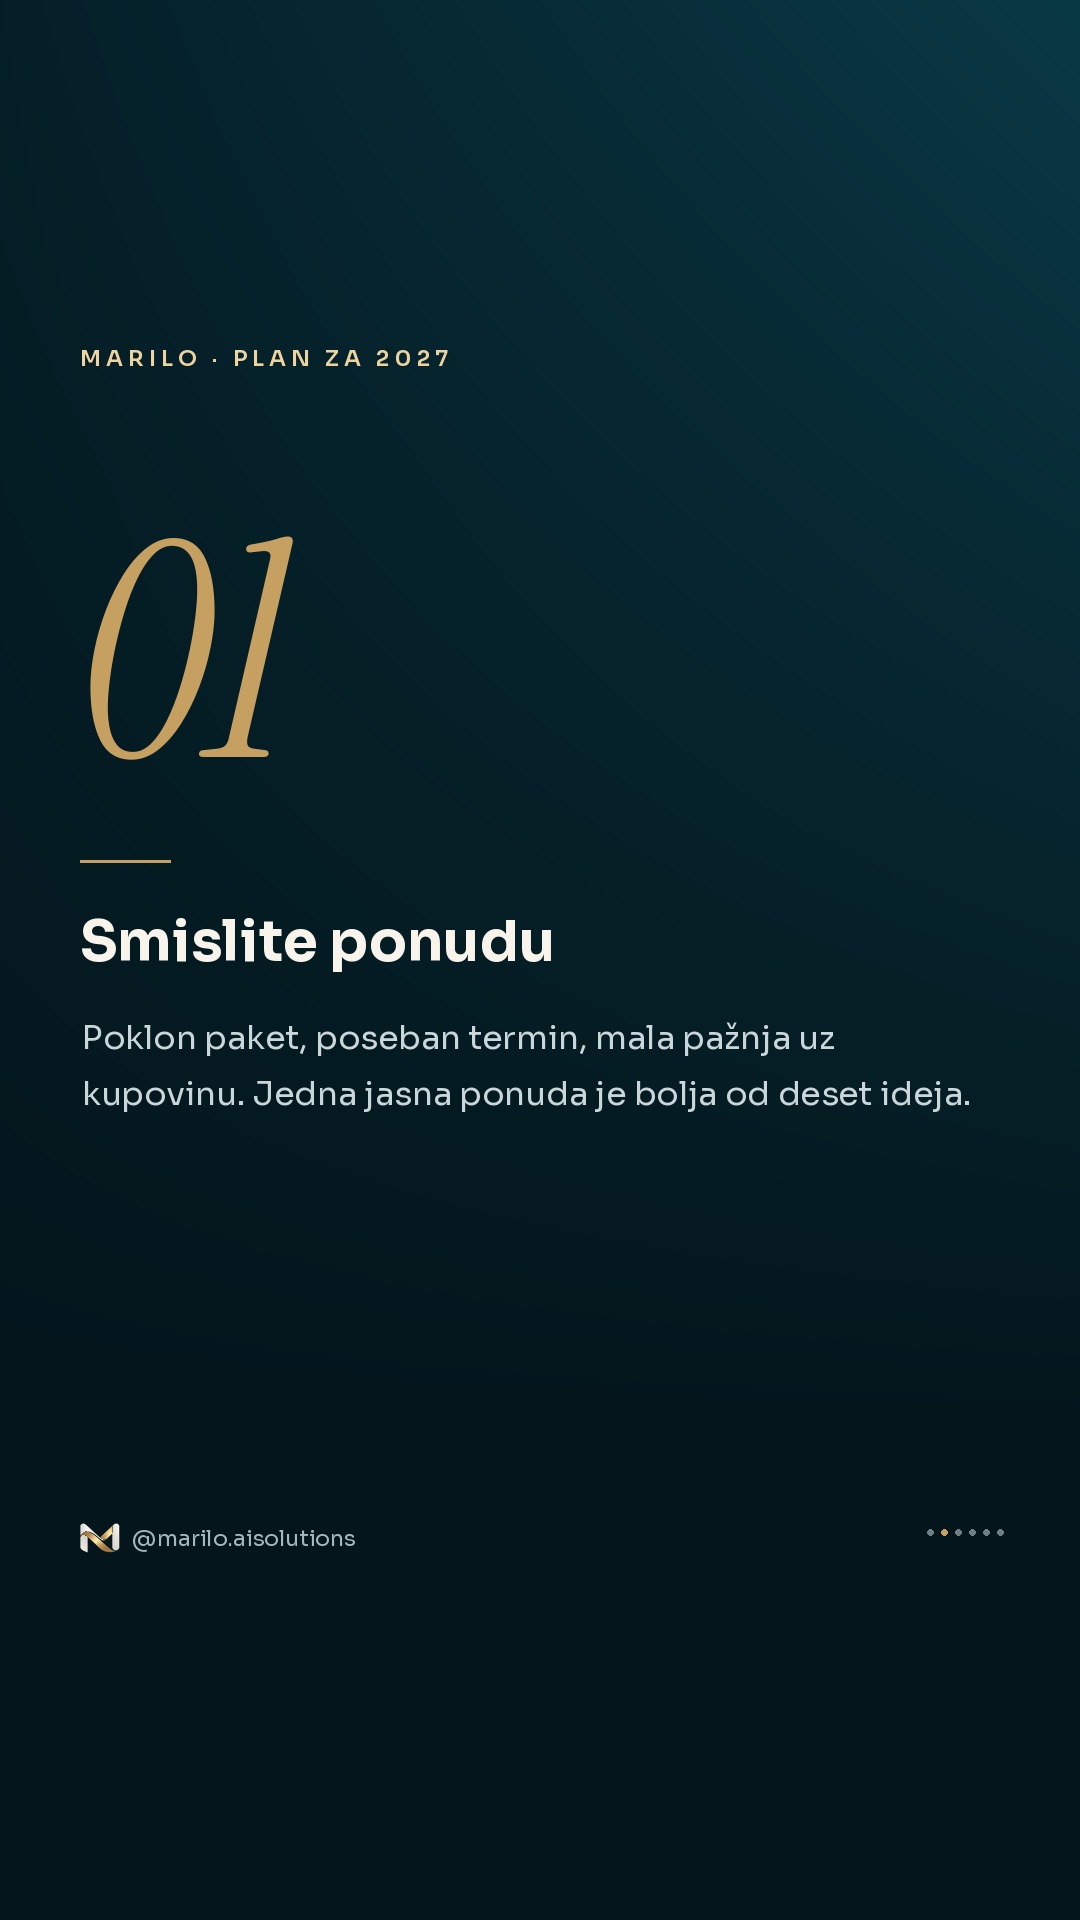 MARILO · PLAN ZA 2027
01
Smislite ponudu
Poklon paket, poseban termin, mala pažnja uz
kupovinu. Jedna jasna ponuda je bolja od deset ideja.
@marilo.aisolutions